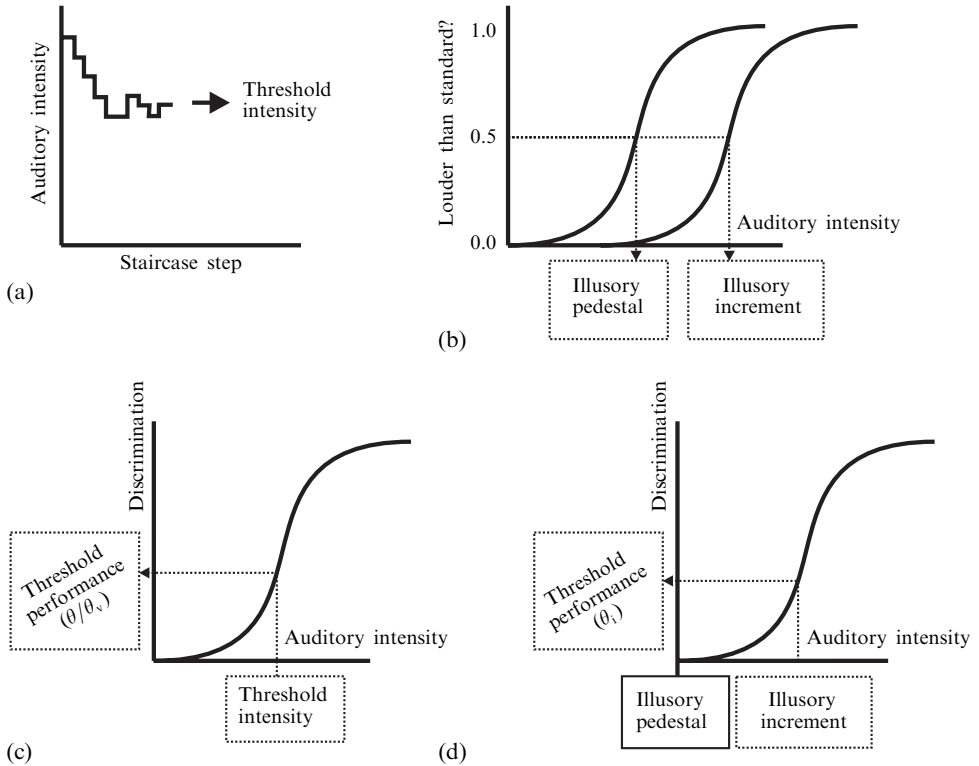 Auditory intensity
Threshold
intensity
Staircase step
(a)
Louder than standard?
1.0
0.5
0.0
Auditory intensity
Illusory
pedestal
Illusory
increment
(b)
Discrimination
Threshold
performance
(θ/θᵥ)
Auditory intensity
Threshold
intensity
(c)
Discrimination
Threshold
performance
(θᵢ)
Auditory intensity
Illusory
pedestal
Illusory
increment
(d)